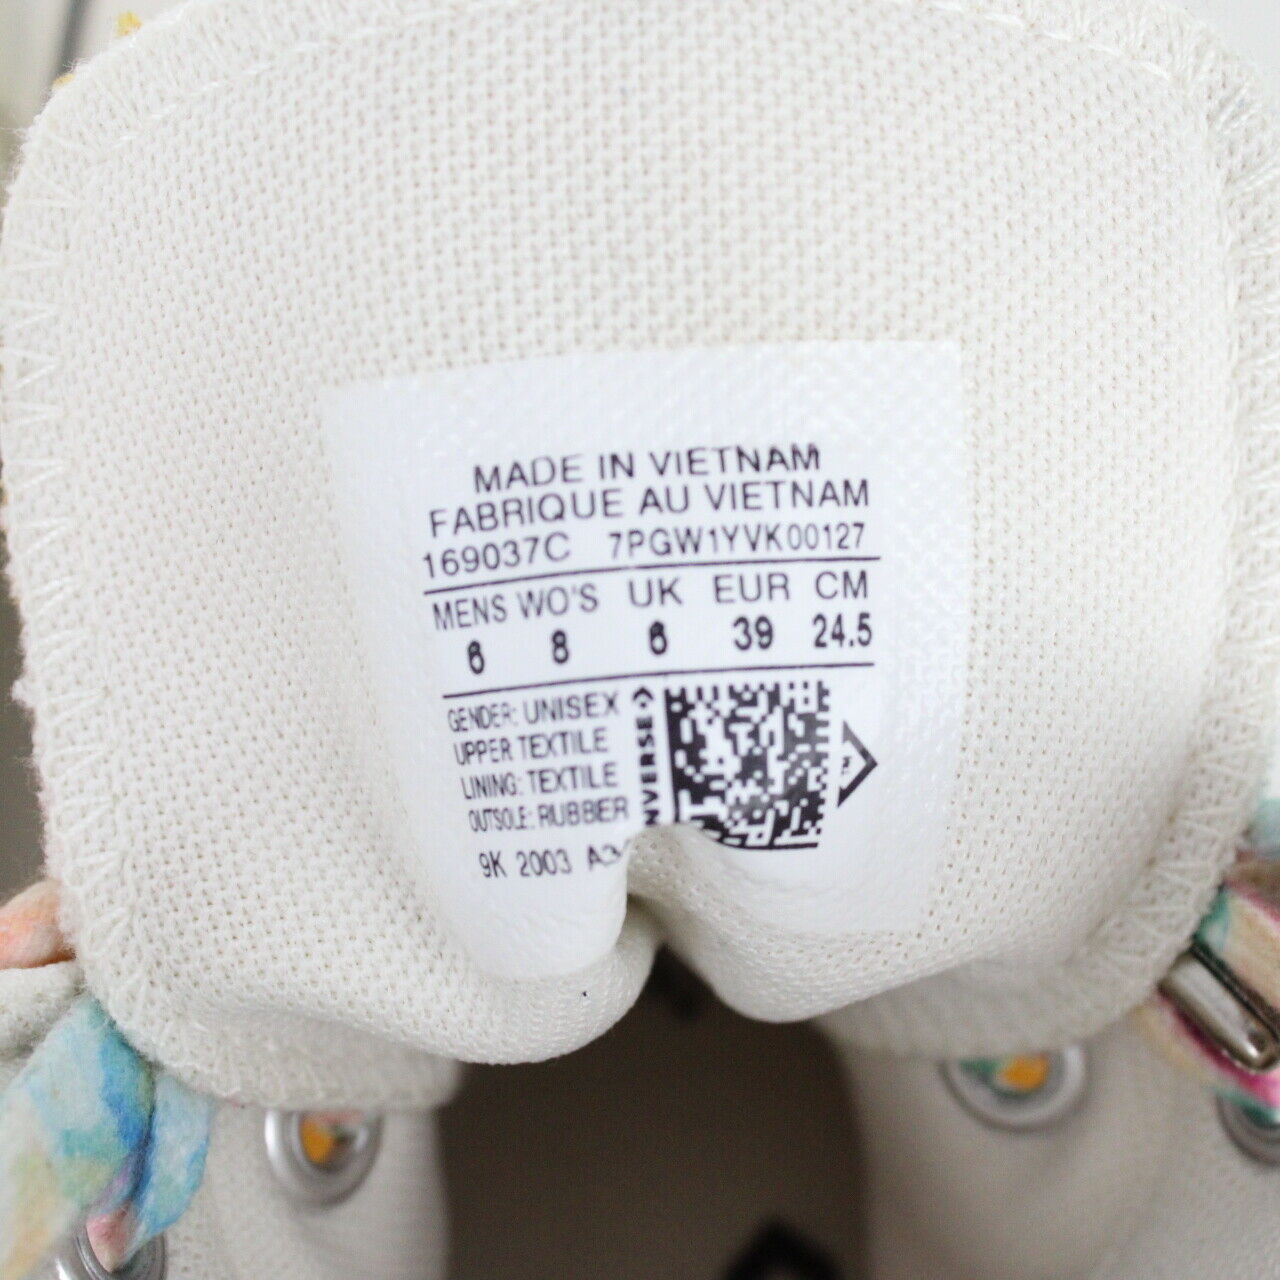 MADE IN VIETNAM
FABRIQUE AU VIETNAM
169037C 7PGW1YVK00127
MENS WO'S UK EUR CM
6 8 6 39 24.5
GENDER: UNISEX
UPPER TEXTILE
LINING: TEXTILE
OUTSOLE: RUBBER
9K 2003